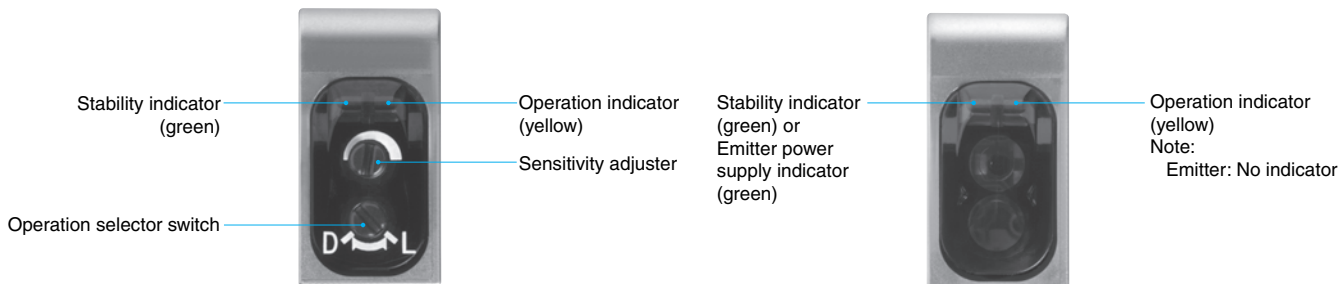 Stability indicator
(green)
Operation indicator
(yellow)
Sensitivity adjuster
Operation selector switch
D L
Stability indicator
(green) or
Emitter power
supply indicator
(green)
Operation indicator
(yellow)
Note:
Emitter: No indicator